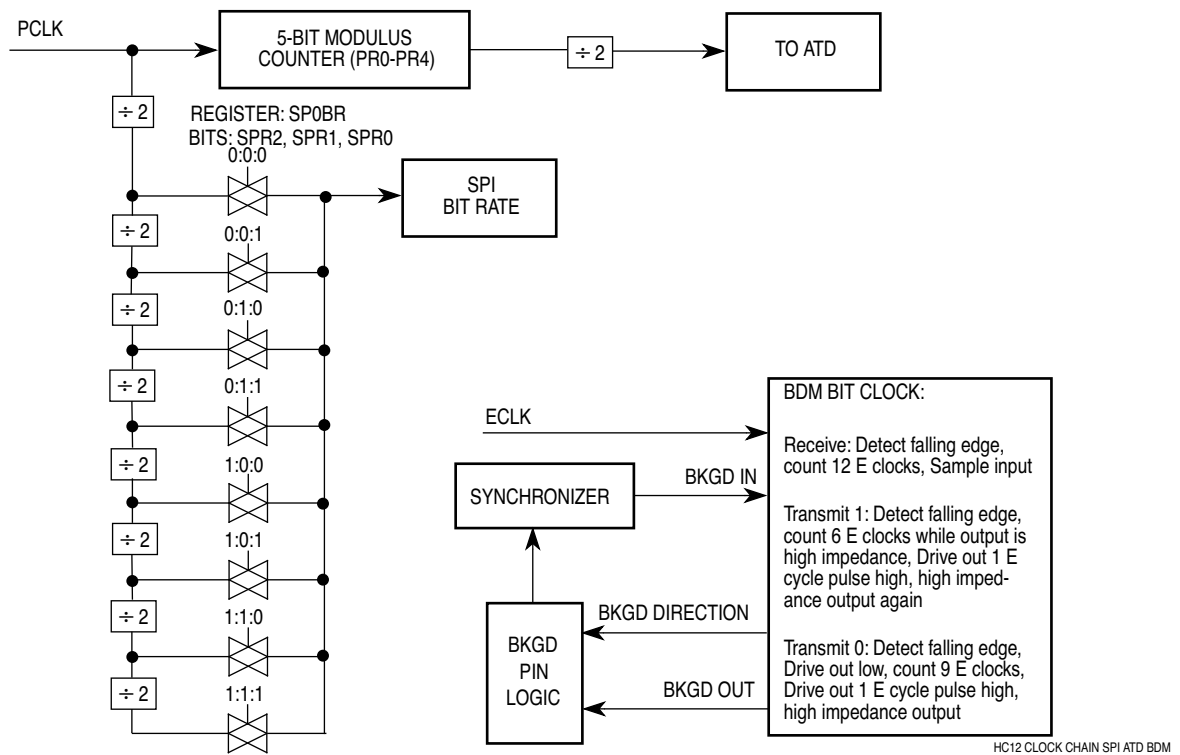 PCLK
5-BIT MODULUS
COUNTER (PR0-PR4)
÷ 2
TO ATD
÷ 2
REGISTER: SP0BR
BITS: SPR2, SPR1, SPR0
0:0:0
SPI
BIT RATE
÷ 2
0:0:1
÷ 2
0:1:0
÷ 2
0:1:1
÷ 2
1:0:0
÷ 2
1:0:1
÷ 2
1:1:0
÷ 2
1:1:1
ECLK
SYNCHRONIZER
BKGD IN
BKGD
PIN
LOGIC
BKGD DIRECTION
BKGD OUT
BDM BIT CLOCK:
Receive: Detect falling edge,
count 12 E clocks, Sample input
Transmit 1: Detect falling edge,
count 6 E clocks while output is
high impedance, Drive out 1 E
cycle pulse high, high imped-
ance output again
Transmit 0: Detect falling edge,
Drive out low, count 9 E clocks,
Drive out 1 E cycle pulse high,
high impedance output
HC12 CLOCK CHAIN SPI ATD BDM